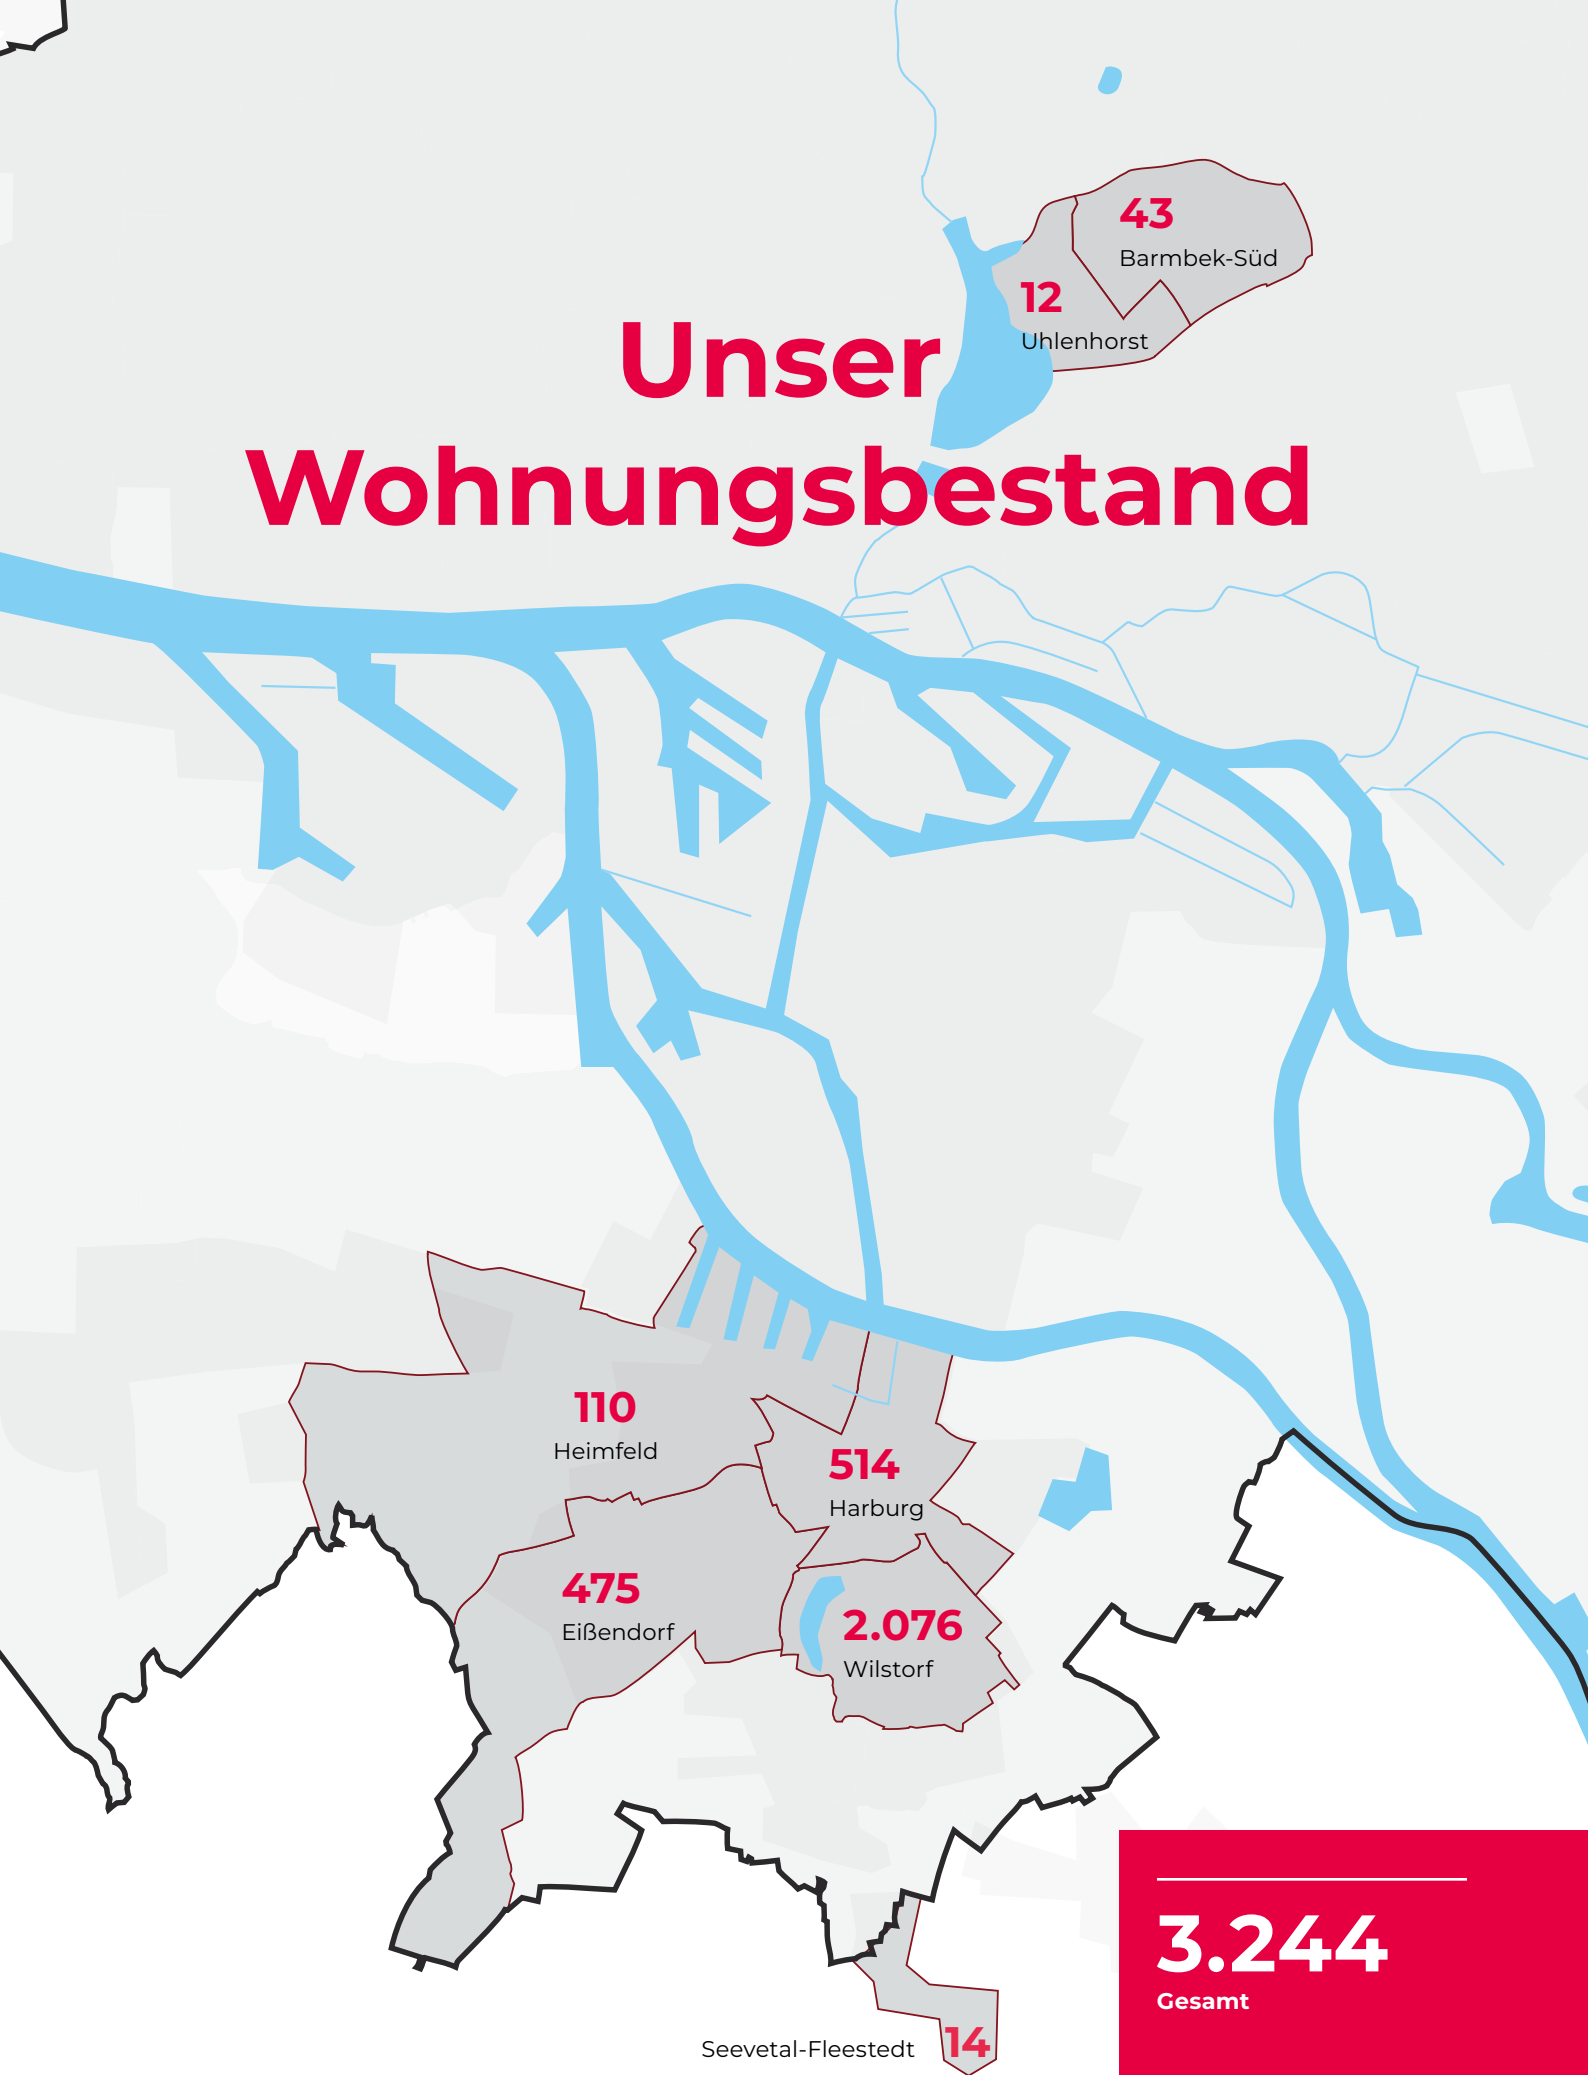 43
Barmbek-Süd
12
Uhlenhorst
Unser
Wohnungsbestand
110
Heimfeld
514
Harburg
475
Eißendorf
2.076
Wilstorf
3.244
Gesamt
Seevetal-Fleestedt
14